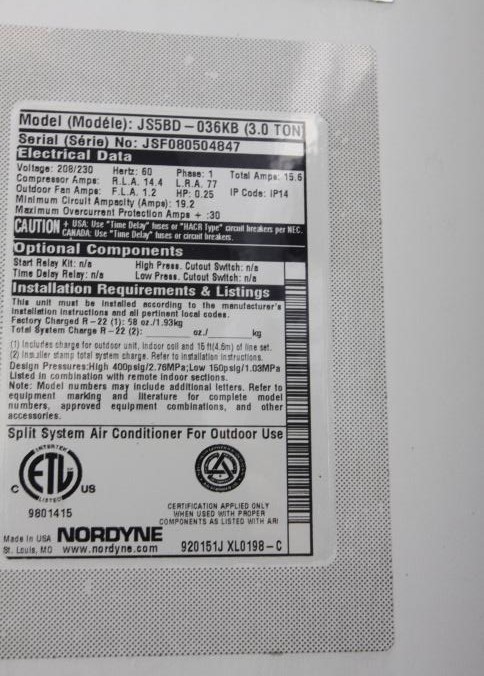 Model (Modéle): JS5BD-036KB (3.0 TON)
Serial (Série) No: JSF080504847
Electrical Data
Voltage: 208/230 Hertz: 60 Phase: 1 Total Amps: 15.6
Compressor Amps: R.L.A. 14.4 L.R.A. 77
Outdoor Fan Amps: F.L.A. 1.2 HP: 0.25 IP Code: IP14
Minimum Circuit Ampacity (Amps): 19.2
Maximum Overcurrent Protection Amps + :30
CAUTION + USA: Use "Time Delay" fuses or "HACR Type" circuit breakers per NEC.
CANADA: Use "Time Delay" fuses or circuit breakers.
Optional Components
Start Relay Kit: n/a High Press. Cutout Switch: n/a
Time Delay Relay: n/a Low Press. Cutout Switch: n/a
Installation Requirements & Listings
This unit must be installed according to the manufacturer's
installation instructions and all pertinent local codes.
Factory Charged R-22 (1): 58 oz./1.93kg
Total System Charge R-22 (2): ______ oz./______ kg
(1) Includes charge for outdoor unit, indoor coil and 15 ft(4.6m) of line set.
(2) Installer stamp total system charge. Refer to installation instructions.
Design Pressures:High 400psig/2.76MPa;Low 150psig/1.03MPa
Listed in combination with remote indoor sections.
Note: Model numbers may include additional letters. Refer to
equipment marking and literature for complete model
numbers, approved equipment combinations, and other
accessories.
Split System Air Conditioner For Outdoor Use
INTERTEK
C ETL US
LISTED
9801415
CERTIFICATION APPLIED ONLY
WHEN USED WITH PROPER
COMPONENTS AS LISTED WITH ARI
Made in USA NORDYNE
St. Louis, MO www.nordyne.com 920151J XL0198-C